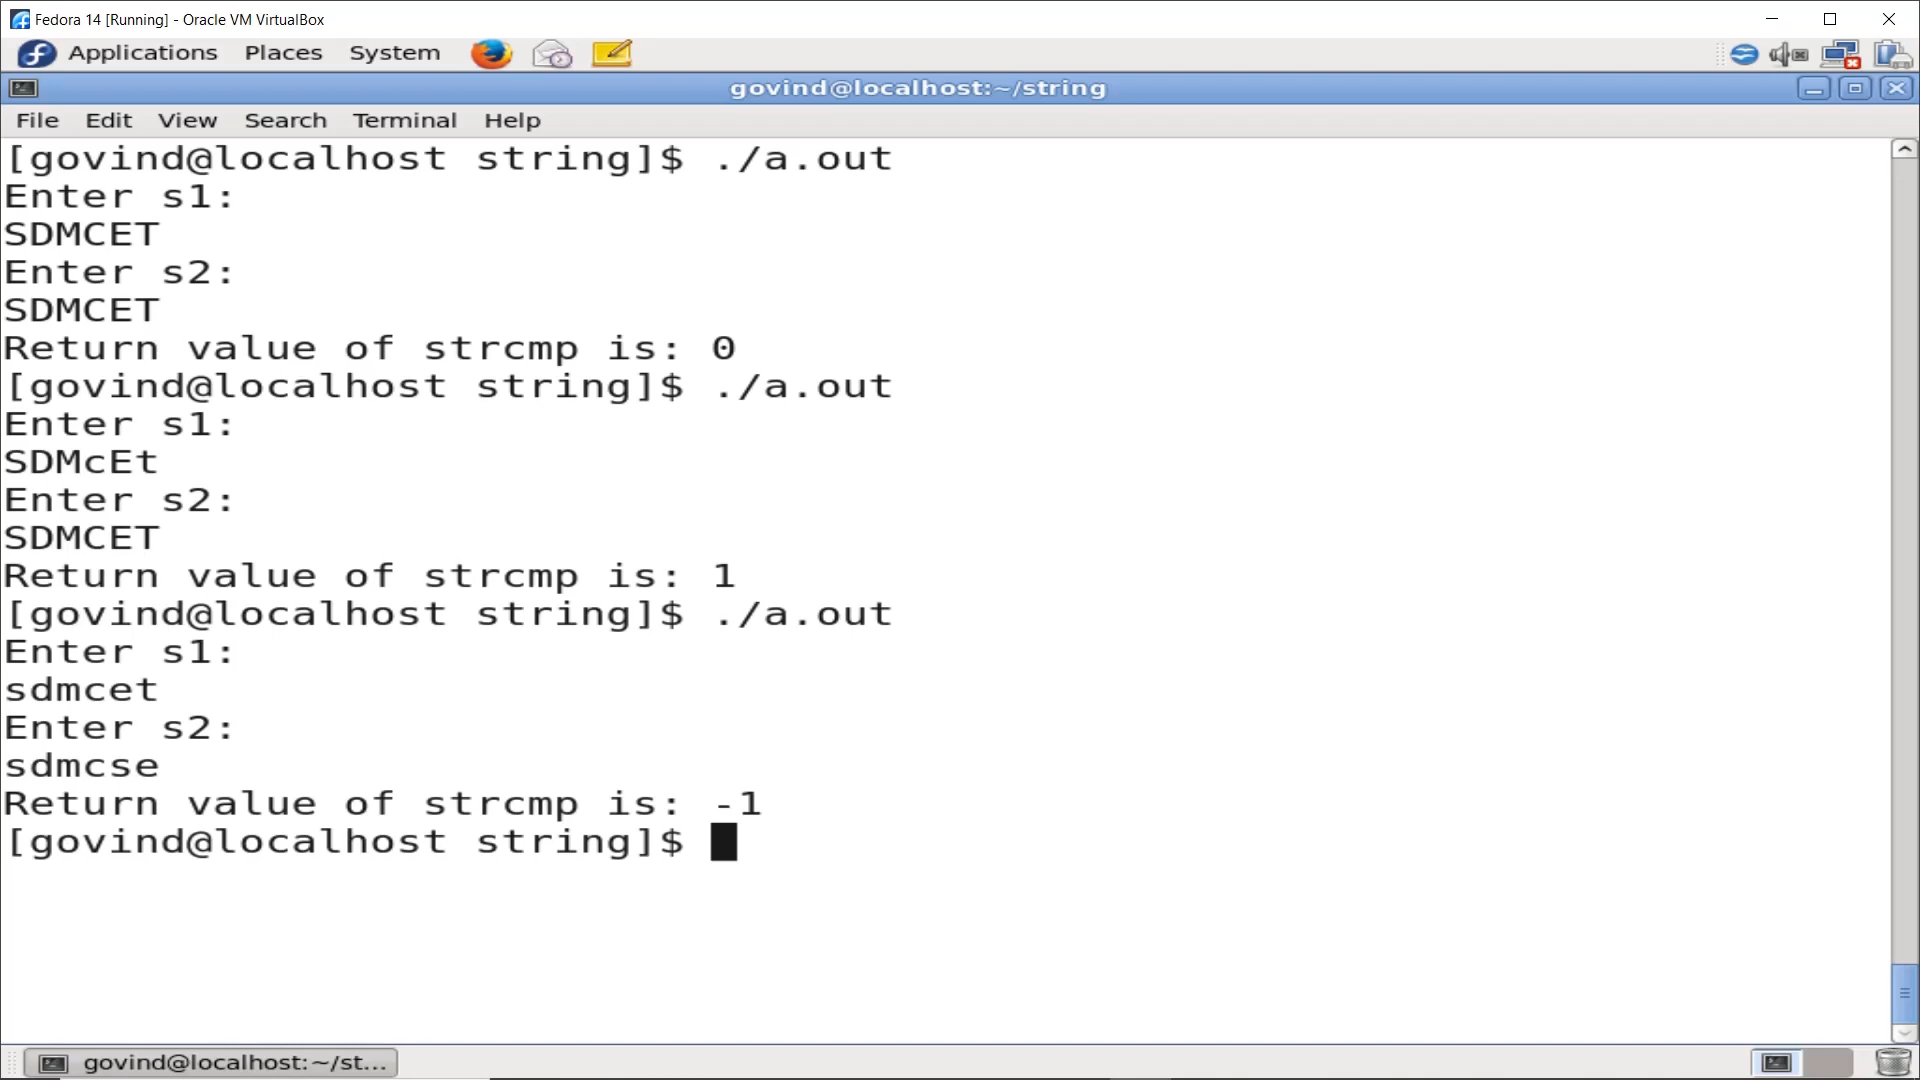 Fedora 14 [Running] - Oracle VM VirtualBox
Applications Places System
govind@localhost:~/string
File Edit View Search Terminal Help
[govind@localhost string]$ ./a.out
Enter s1:
SDMCET
Enter s2:
SDMCET
Return value of strcmp is: 0
[govind@localhost string]$ ./a.out
Enter s1:
SDMcEt
Enter s2:
SDMCET
Return value of strcmp is: 1
[govind@localhost string]$ ./a.out
Enter s1:
sdmcet
Enter s2:
sdmcse
Return value of strcmp is: -1
[govind@localhost string]$
govind@localhost:~/st...